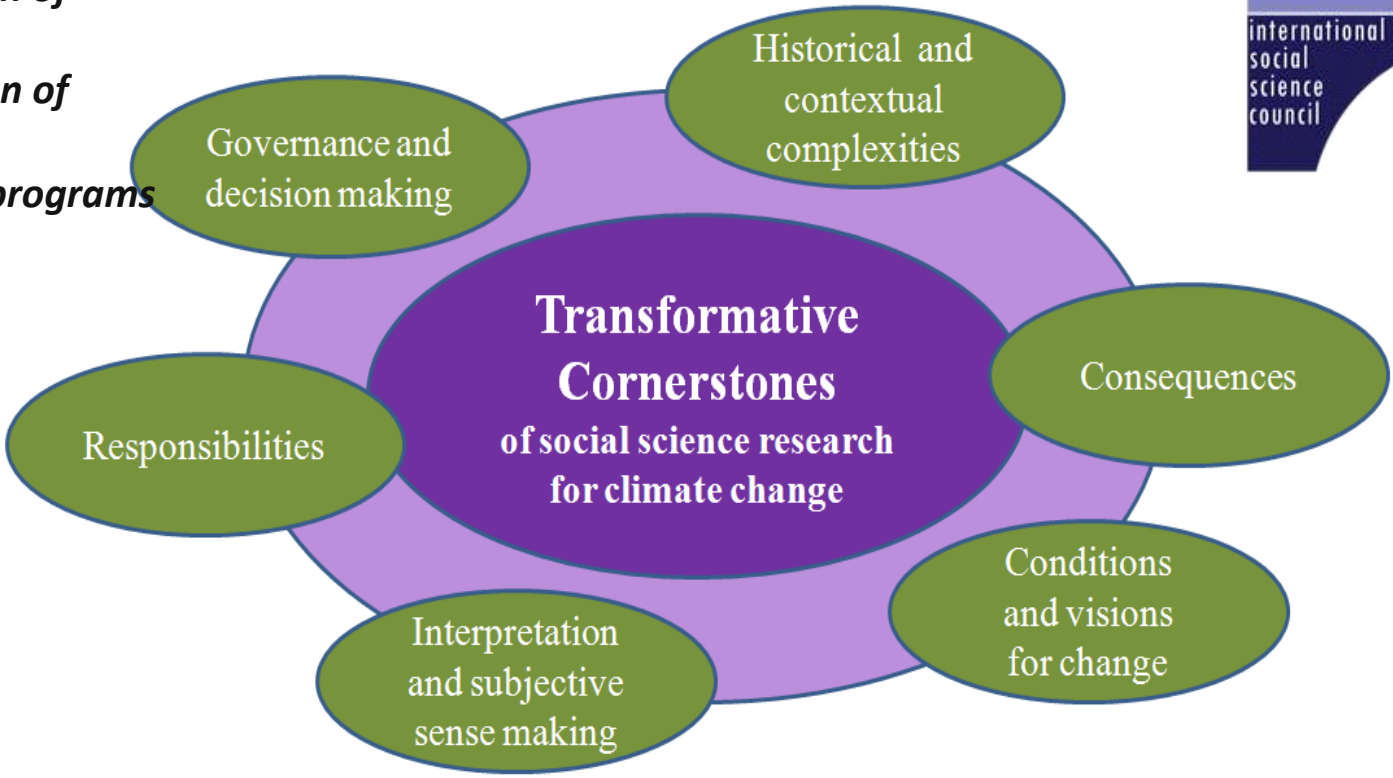 n of
n of
programs
international
social
science
council
Historical and
contextual
complexities
Governance and
decision making
Transformative
Cornerstones
of social science research
for climate change
Consequences
Responsibilities
Conditions
and visions
for change
Interpretation
and subjective
sense making